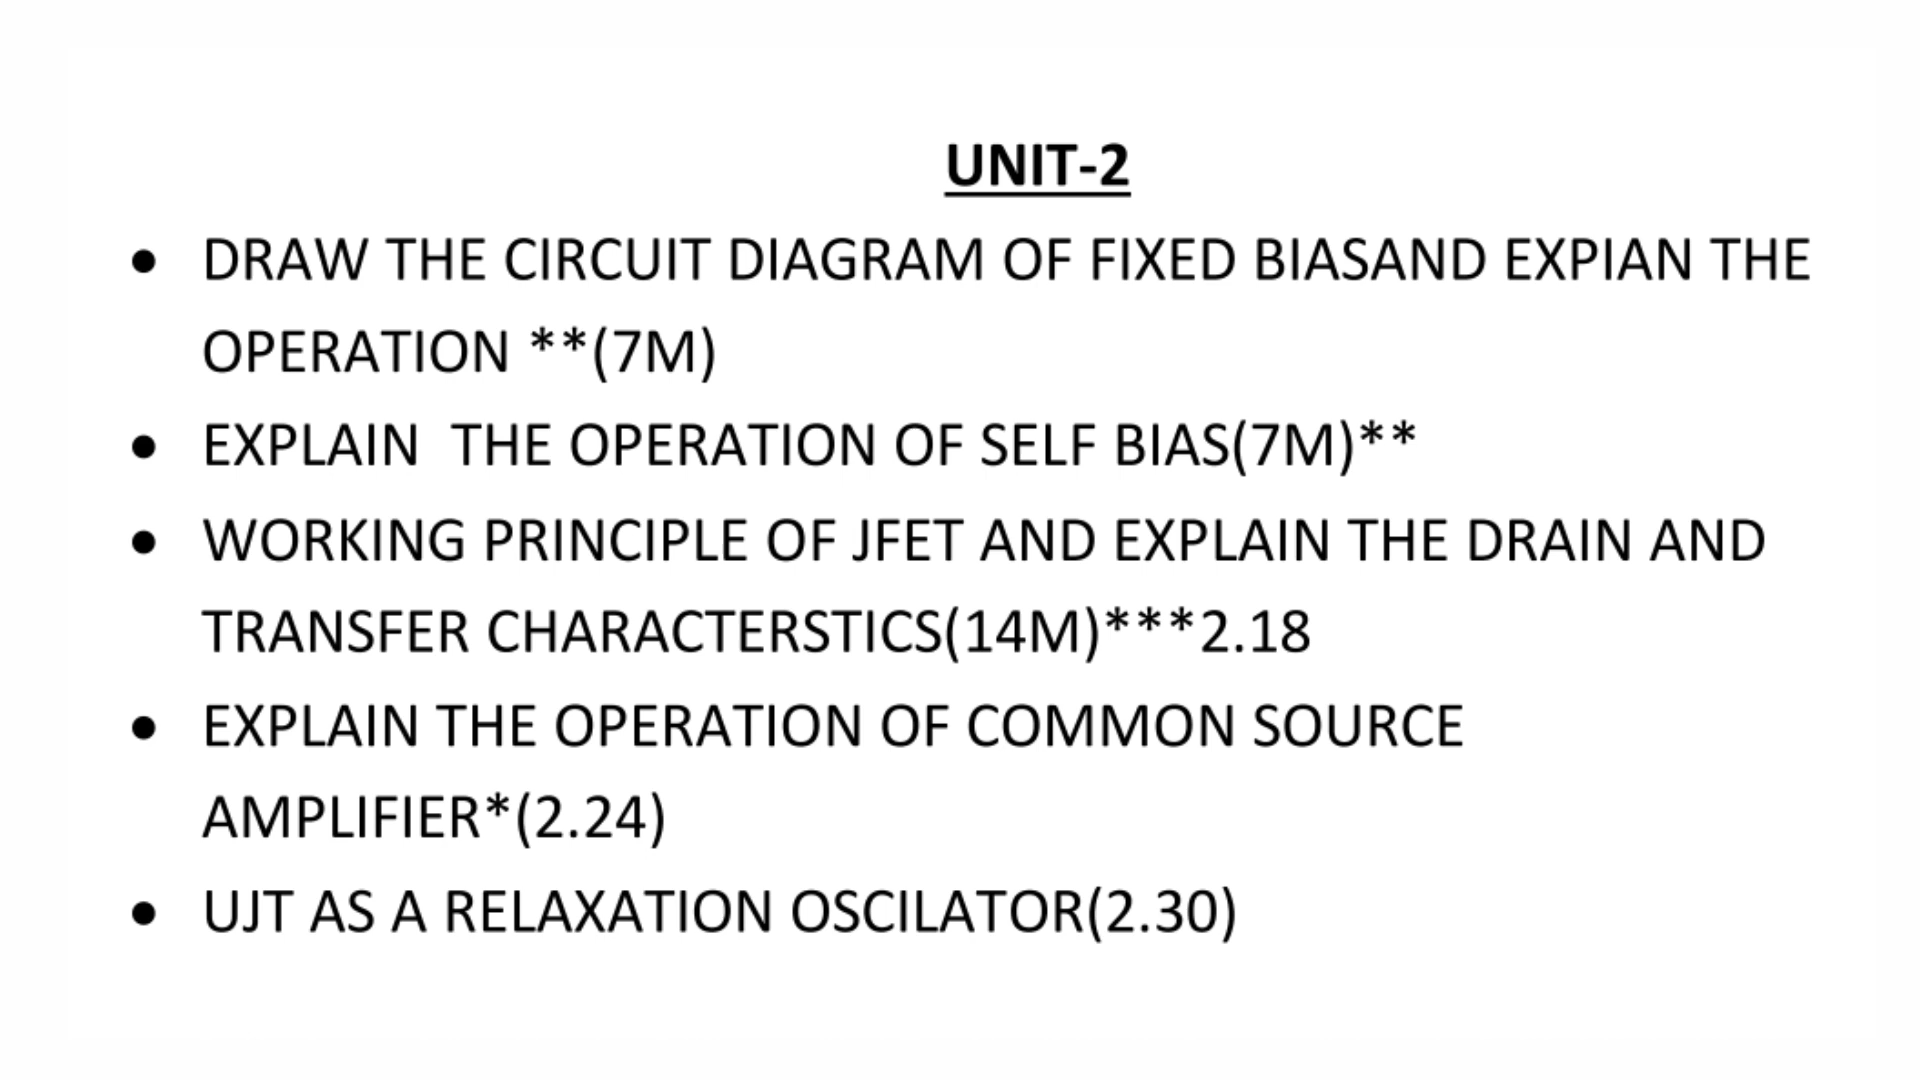 UNIT-2
• DRAW THE CIRCUIT DIAGRAM OF FIXED BIASAND EXPIAN THE
OPERATION **(7M)
• EXPLAIN  THE OPERATION OF SELF BIAS(7M)**
• WORKING PRINCIPLE OF JFET AND EXPLAIN THE DRAIN AND
TRANSFER CHARACTERSTICS(14M)***2.18
• EXPLAIN THE OPERATION OF COMMON SOURCE
AMPLIFIER*(2.24)
• UJT AS A RELAXATION OSCILATOR(2.30)